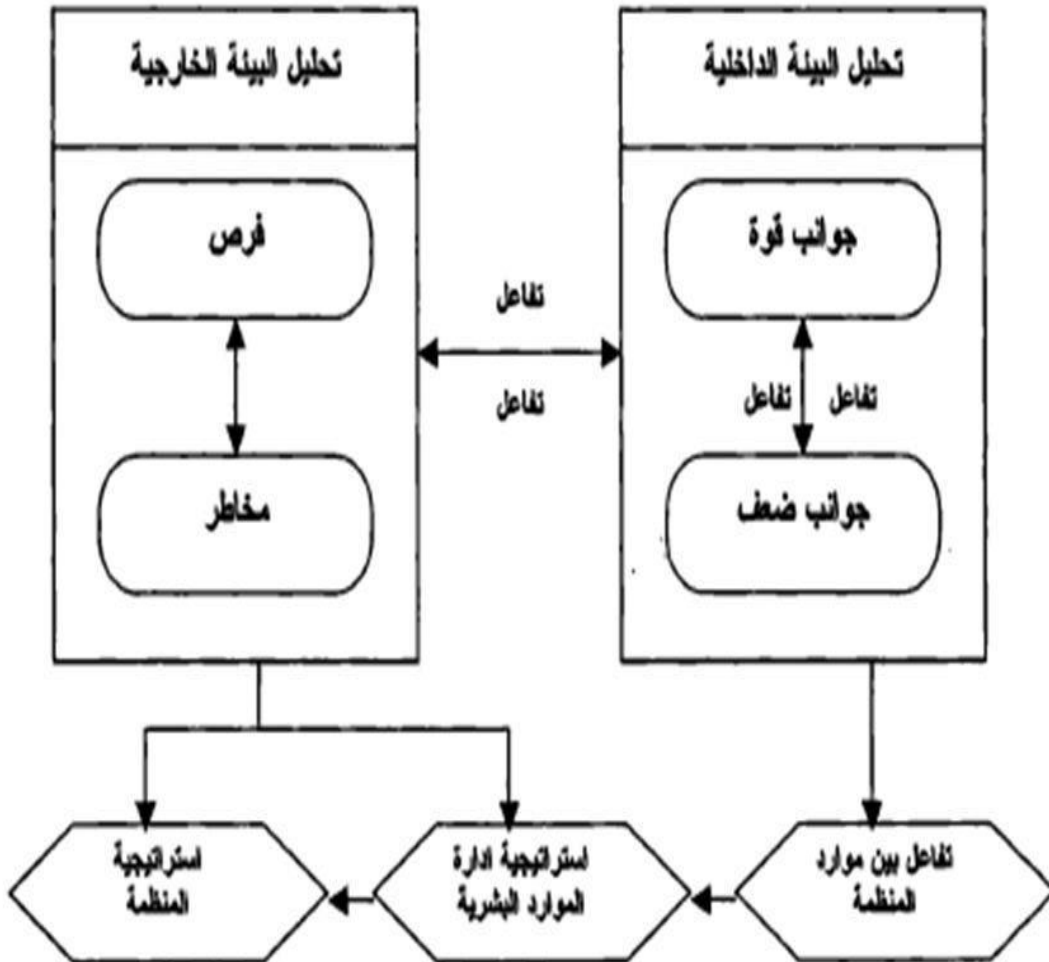 تحليل البيئة الداخلية
جوانب قوة
تفاعل
تفاعل
جوانب ضعف
تفاعل
تفاعل
تحليل البيئة الخارجية
فرص
مخاطر
تفاعل بين موارد
المنظمة
استراتيجية ادارة
الموارد البشرية
استراتيجية
المنظمة